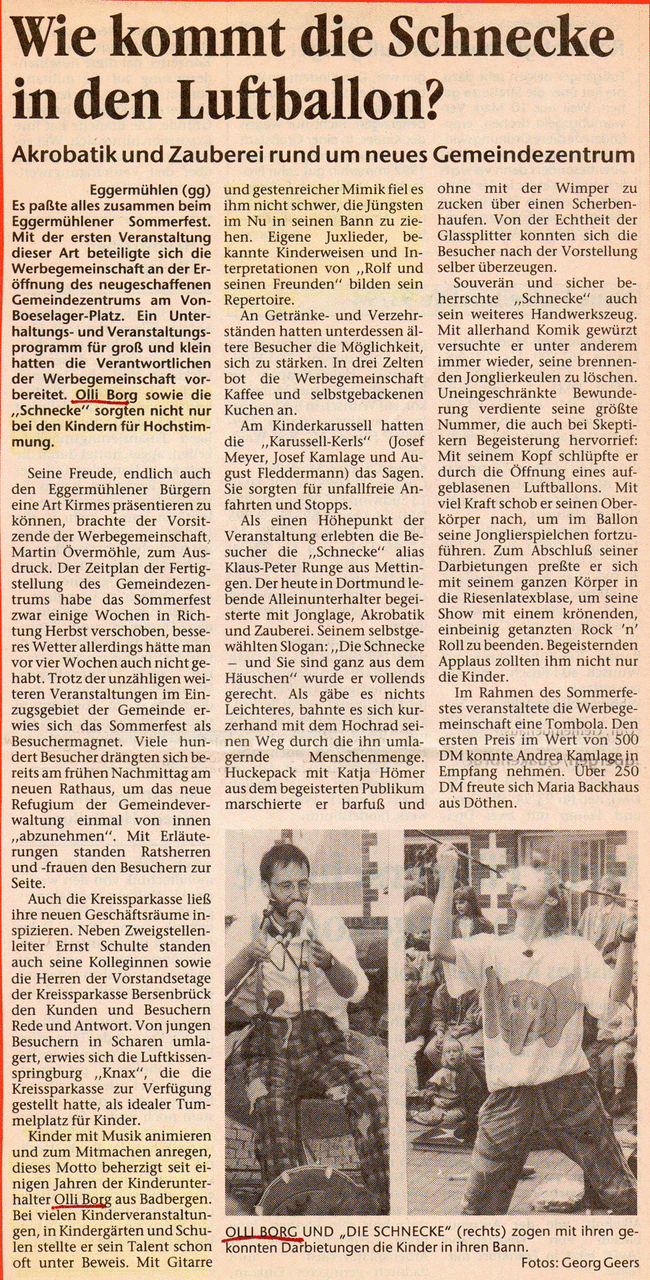 Wie kommt die Schnecke
in den Luftballon?
Akrobatik und Zauberei rund um neues Gemeindezentrum
Eggermühlen (gg)
Es paßte alles zusammen beim
Eggermühlener Sommerfest.
Mit der ersten Veranstaltung
dieser Art beteiligte sich die
Werbegemeinschaft an der Er-
öffnung des neugeschaffenen
Gemeindezentrums am Von-
Boeselager-Platz. Ein Unter-
haltungs- und Veranstaltungs-
programm für groß und klein
hatten die Verantwortlichen
der Werbegemeinschaft vor-
bereitet. Olli Borg sowie die
„Schnecke“ sorgten nicht nur
bei den Kindern für Hochstim-
mung.
Seine Freude, endlich auch
den Eggermühlener Bürgern
eine Art Kirmes präsentieren zu
können, brachte der Vorsit-
zende der Werbegemeinschaft,
Martin Övermöhle, zum Aus-
druck. Der Zeitplan der Fertig-
stellung des Gemeindezen-
trums habe das Sommerfest
zwar einige Wochen in Rich-
tung Herbst verschoben, besse-
res Wetter allerdings hätte man
vor vier Wochen auch nicht ge-
habt. Trotz der unzähligen wei-
teren Veranstaltungen im Ein-
zugsgebiet der Gemeinde er-
wies sich das Sommerfest als
Besuchermagnet. Viele hun-
dert Besucher drängten sich be-
reits am frühen Nachmittag am
neuen Rathaus, um das neue
Refugium der Gemeindever-
waltung einmal von innen
„abzunehmen“. Mit Erläute-
rungen standen Ratsherren
und -frauen den Besuchern zur
Seite.
Auch die Kreissparkasse ließ
ihre neuen Geschäftsräume in-
spizieren. Neben Zweigstellen-
leiter Ernst Schulte standen
auch seine Kolleginnen sowie
die Herren der Vorstandsetage
der Kreissparkasse Bersenbrück
den Kunden und Besuchern
Rede und Antwort. Von jungen
Besuchern in Scharen umla-
gert, erwies sich die Luftkissen-
springburg „Knax“, die die
Kreissparkasse zur Verfügung
gestellt hatte, als idealer Tum-
melplatz für Kinder.
Kinder mit Musik animieren
und zum Mitmachen anregen,
dieses Motto beherzigt seit ei-
nigen Jahren der Kinderunter-
halter Olli Borg aus Badbergen.
Bei vielen Kinderveranstaltun-
gen, in Kindergärten und Schu-
len stellte er sein Talent schon
oft unter Beweis. Mit Gitarre
und gestenreicher Mimik fiel es
ihm nicht schwer, die Jüngsten
im Nu in seinen Bann zu zie-
hen. Eigene Juxlieder, be-
kannte Kinderweisen und In-
terpretationen von „Rolf und
seinen Freunden“ bilden sein
Repertoire.
An Getränke- und Verzehr-
ständen hatten unterdessen äl-
tere Besucher die Möglichkeit,
sich zu stärken. In drei Zelten
bot die Werbegemeinschaft
Kaffee und selbstgebackenen
Kuchen an.
Am Kinderkarussell hatten
die „Karussell-Kerls“ (Josef
Meyer, Josef Kamlage und Au-
gust Fleddermann) das Sagen.
Sie sorgten für unfallfreie An-
fahrten und Stopps.
Als einen Höhepunkt der
Veranstaltung erlebten die Be-
sucher die „Schnecke“ alias
Klaus-Peter Runge aus Mettin-
gen. Der heute in Dortmund le-
bende Alleinunterhalter begei-
sterte mit Jonglage, Akrobatik
und Zauberei. Seinem selbstge-
wählten Slogan: „Die Schnecke
– und Sie sind ganz aus dem
Häuschen“ wurde er vollends
gerecht. Als gäbe es nichts
Leichteres, bahnte es sich kur-
zerhand mit dem Hochrad sei-
nen Weg durch die ihn umla-
gernde Menschenmenge.
Huckepack mit Katja Hömer
aus dem begeisterten Publikum
marschierte er barfuß und
ohne mit der Wimper zu
zucken über einen Scherben-
haufen. Von der Echtheit der
Glassplitter konnten sich die
Besucher nach der Vorstellung
selber überzeugen.
Souverän und sicher be-
herrschte „Schnecke“ auch
sein weiteres Handwerkszeug.
Mit allerhand Komik gewürzt
versuchte er unter anderem
immer wieder, seine brennen-
den Jonglierkeulen zu löschen.
Uneingeschränkte Bewunde-
rung verdiente seine größte
Nummer, die auch bei Skepti-
kern Begeisterung hervorrief:
Mit seinem Kopf schlüpfte er
durch die Öffnung eines auf-
geblasenen Luftballons. Mit
viel Kraft schob er seinen Ober-
körper nach, um im Ballon
seine Jonglierspielchen fortzu-
führen. Zum Abschluß seiner
Darbietungen preßte er sich
mit seinem ganzen Körper in
die Riesenlatexblase, um seine
Show mit einem krönenden,
einbeinig getanzten Rock ’n’
Roll zu beenden. Begeisternden
Applaus zollten ihm nicht nur
die Kinder.
Im Rahmen des Sommerfe-
stes veranstaltete die Werbege-
meinschaft eine Tombola. Den
ersten Preis im Wert von 500
DM konnte Andrea Kamlage in
Empfang nehmen. Über 250
DM freute sich Maria Backhaus
aus Döthen.
OLLI BORG UND „DIE SCHNECKE“ (rechts) zogen mit ihren ge-
konnten Darbietungen die Kinder in ihren Bann.
Fotos: Georg Geers